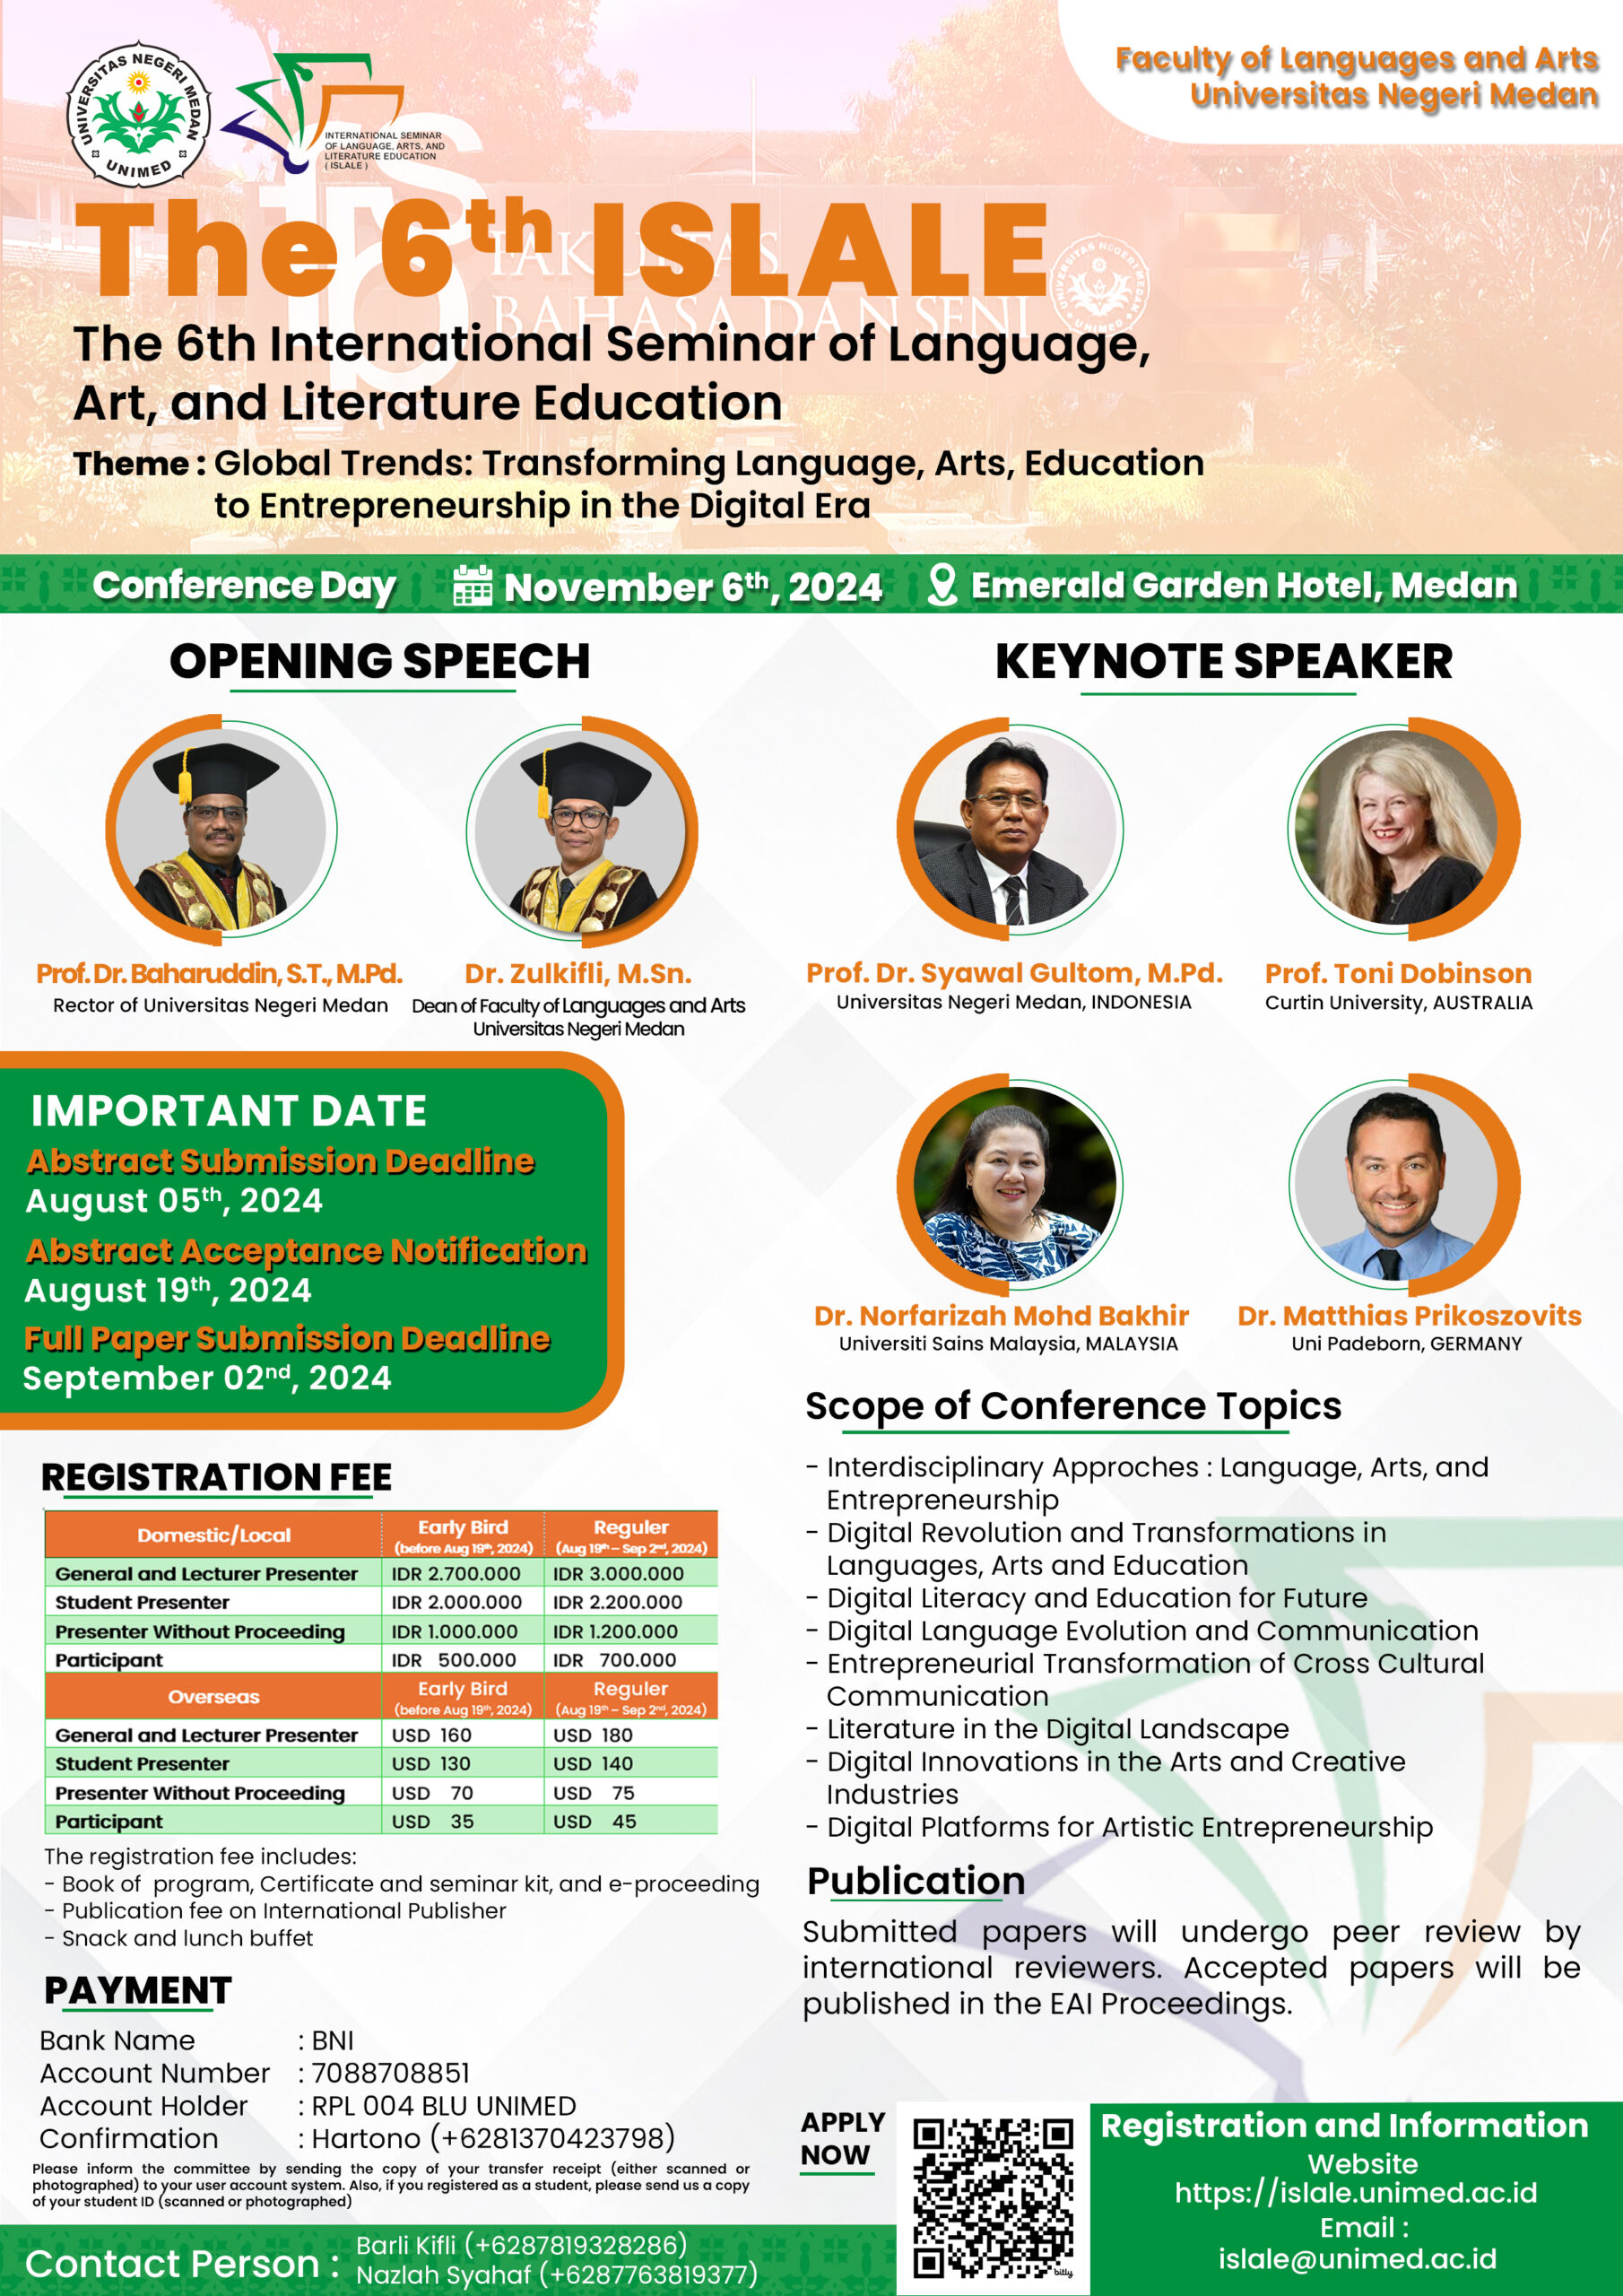 UNIVERSITAS NEGERI MEDAN
UNIMED
INTERNATIONAL SEMINAR
OF LANGUAGE, ARTS, AND
LITERATURE EDUCATION
( ISLALE )
Faculty of Languages and Arts
Universitas Negeri Medan
The 6th ISLALE
FAKULTAS
BAHASA DAN SENI
The 6th International Seminar of Language,
Art, and Literature Education
Theme : Global Trends: Transforming Language, Arts, Education
to Entrepreneurship in the Digital Era
Conference Day November 6th, 2024 Emerald Garden Hotel, Medan
OPENING SPEECH
Prof. Dr. Baharuddin, S.T., M.Pd.
Rector of Universitas Negeri Medan
Dr. Zulkifli, M.Sn.
Dean of Faculty of Languages and Arts
Universitas Negeri Medan
KEYNOTE SPEAKER
Prof. Dr. Syawal Gultom, M.Pd.
Universitas Negeri Medan, INDONESIA
Prof. Toni Dobinson
Curtin University, AUSTRALIA
Dr. Norfarizah Mohd Bakhir
Universiti Sains Malaysia, MALAYSIA
Dr. Matthias Prikoszovits
Uni Padeborn, GERMANY
IMPORTANT DATE
Abstract Submission Deadline
August 05th, 2024
Abstract Acceptance Notification
August 19th, 2024
Full Paper Submission Deadline
September 02nd, 2024
REGISTRATION FEE
Domestic/Local Early Bird Reguler
(before Aug 19th, 2024) (Aug 19th – Sep 2nd, 2024)
General and Lecturer Presenter IDR 2.700.000 IDR 3.000.000
Student Presenter IDR 2.000.000 IDR 2.200.000
Presenter Without Proceeding IDR 1.000.000 IDR 1.200.000
Participant IDR 500.000 IDR 700.000
Overseas Early Bird Reguler
(before Aug 19th, 2024) (Aug 19th – Sep 2nd, 2024)
General and Lecturer Presenter USD 160 USD 180
Student Presenter USD 130 USD 140
Presenter Without Proceeding USD 70 USD 75
Participant USD 35 USD 45
The registration fee includes:
- Book of program, Certificate and seminar kit, and e-proceeding
- Publication fee on International Publisher
- Snack and lunch buffet
PAYMENT
Bank Name : BNI
Account Number : 7088708851
Account Holder : RPL 004 BLU UNIMED
Confirmation : Hartono (+6281370423798)
Please inform the committee by sending the copy of your transfer receipt (either scanned or
photographed) to your user account system. Also, if you registered as a student, please send us a copy
of your student ID (scanned or photographed)
Contact Person :
Barli Kifli (+6287819328286)
Nazlah Syahaf (+6287763819377)
Scope of Conference Topics
- Interdisciplinary Approches : Language, Arts, and
Entrepreneurship
- Digital Revolution and Transformations in
Languages, Arts and Education
- Digital Literacy and Education for Future
- Digital Language Evolution and Communication
- Entrepreneurial Transformation of Cross Cultural
Communication
- Literature in the Digital Landscape
- Digital Innovations in the Arts and Creative
Industries
- Digital Platforms for Artistic Entrepreneurship
Publication
Submitted papers will undergo peer review by
international reviewers. Accepted papers will be
published in the EAI Proceedings.
APPLY
NOW
bitly
Registration and Information
Website
https://islale.unimed.ac.id
Email :
islale@unimed.ac.id